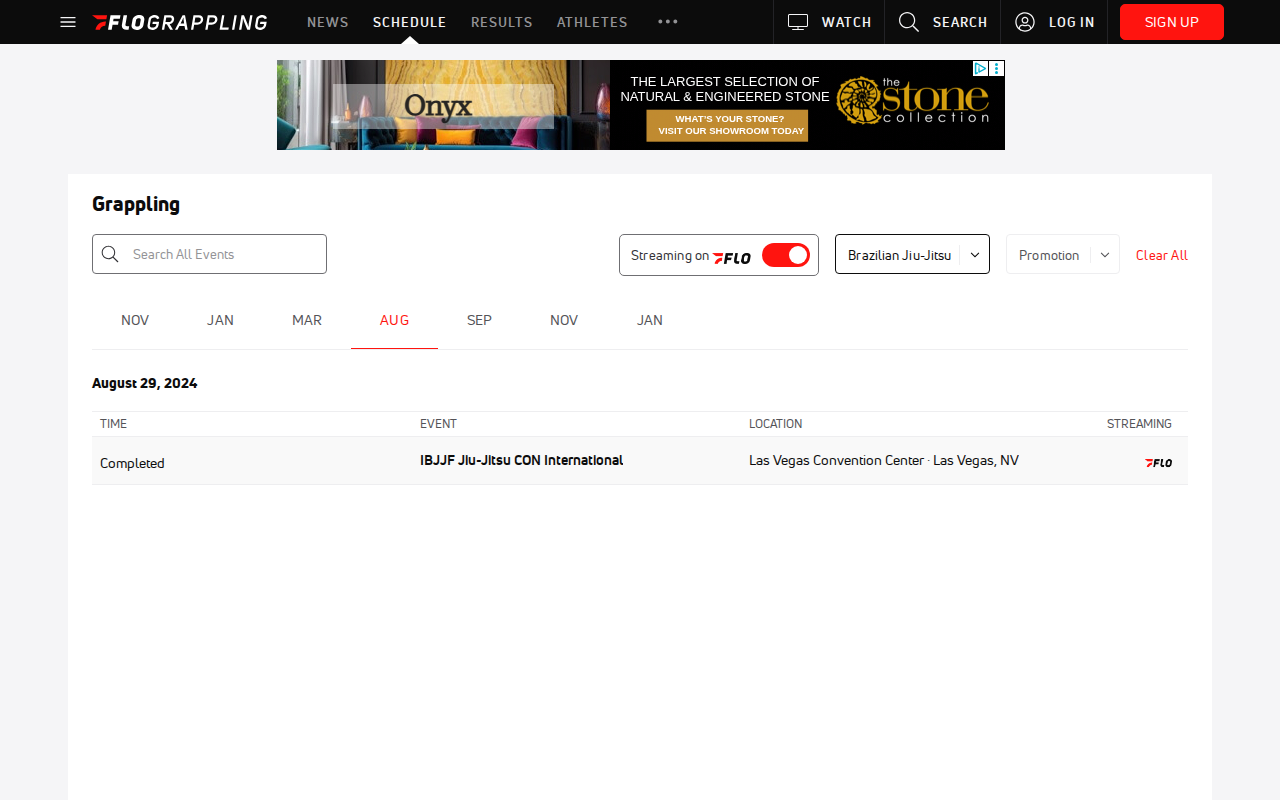 FLOGRAPPLING
NEWS
SCHEDULE
RESULTS
ATHLETES
WATCH
SEARCH
LOG IN
SIGN UP
Onyx
THE LARGEST SELECTION OF
NATURAL & ENGINEERED STONE
WHAT'S YOUR STONE?
VISIT OUR SHOWROOM TODAY
the
stone
collection
Grappling
Search All Events
Streaming on FLO
Brazilian Jiu-Jitsu
Promotion
Clear All
NOV
JAN
MAR
AUG
SEP
NOV
JAN
August 29, 2024
TIME
EVENT
LOCATION
STREAMING
Completed
IBJJF Jiu-Jitsu CON International
Las Vegas Convention Center · Las Vegas, NV
FLO